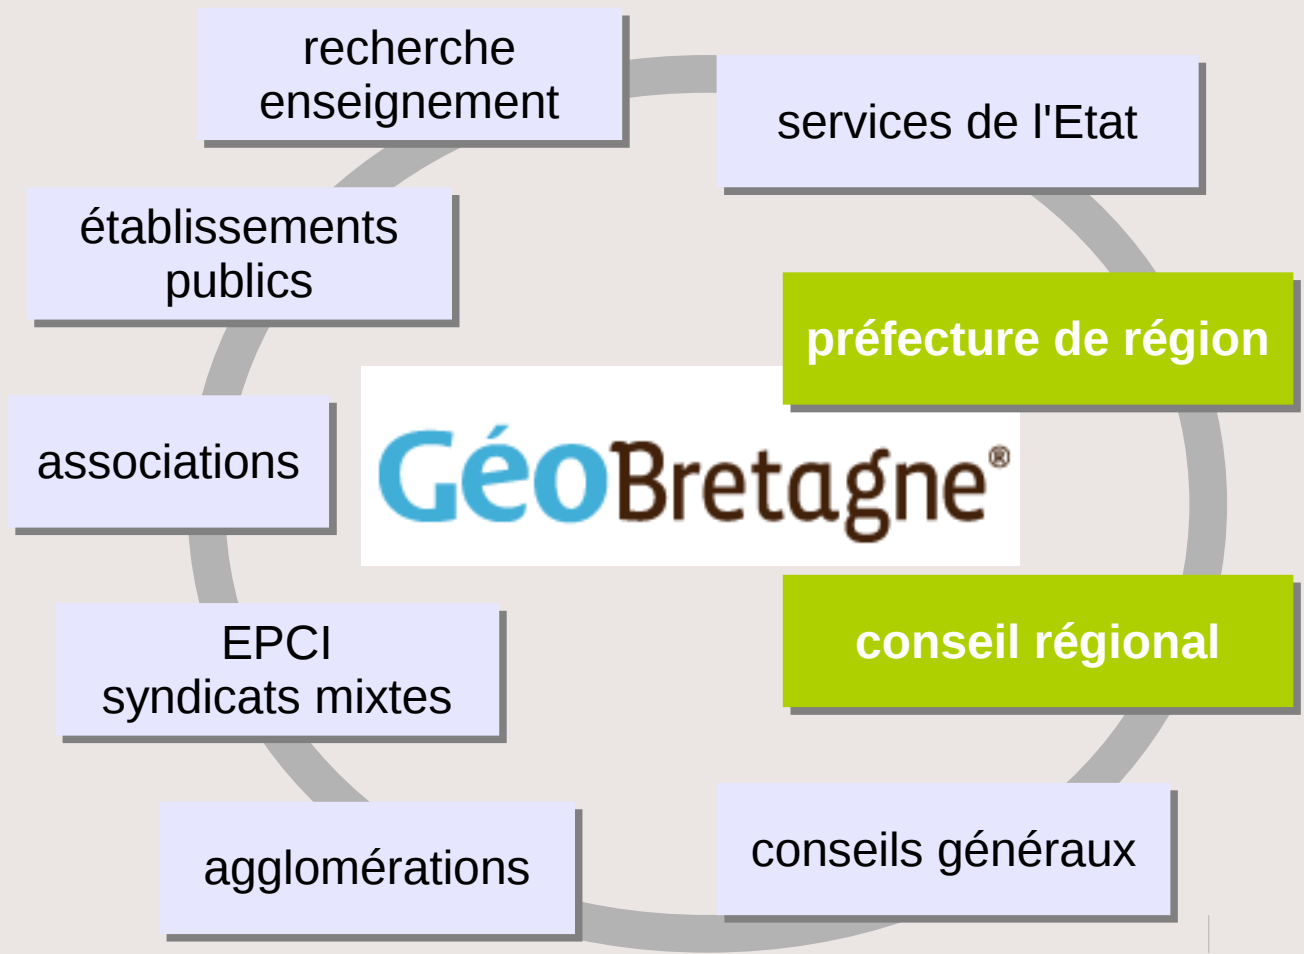 recherche
enseignement
services de l'Etat
établissements
publics
préfecture de région
associations
GéoBretagne®
EPCI
syndicats mixtes
conseil régional
agglomérations
conseils généraux